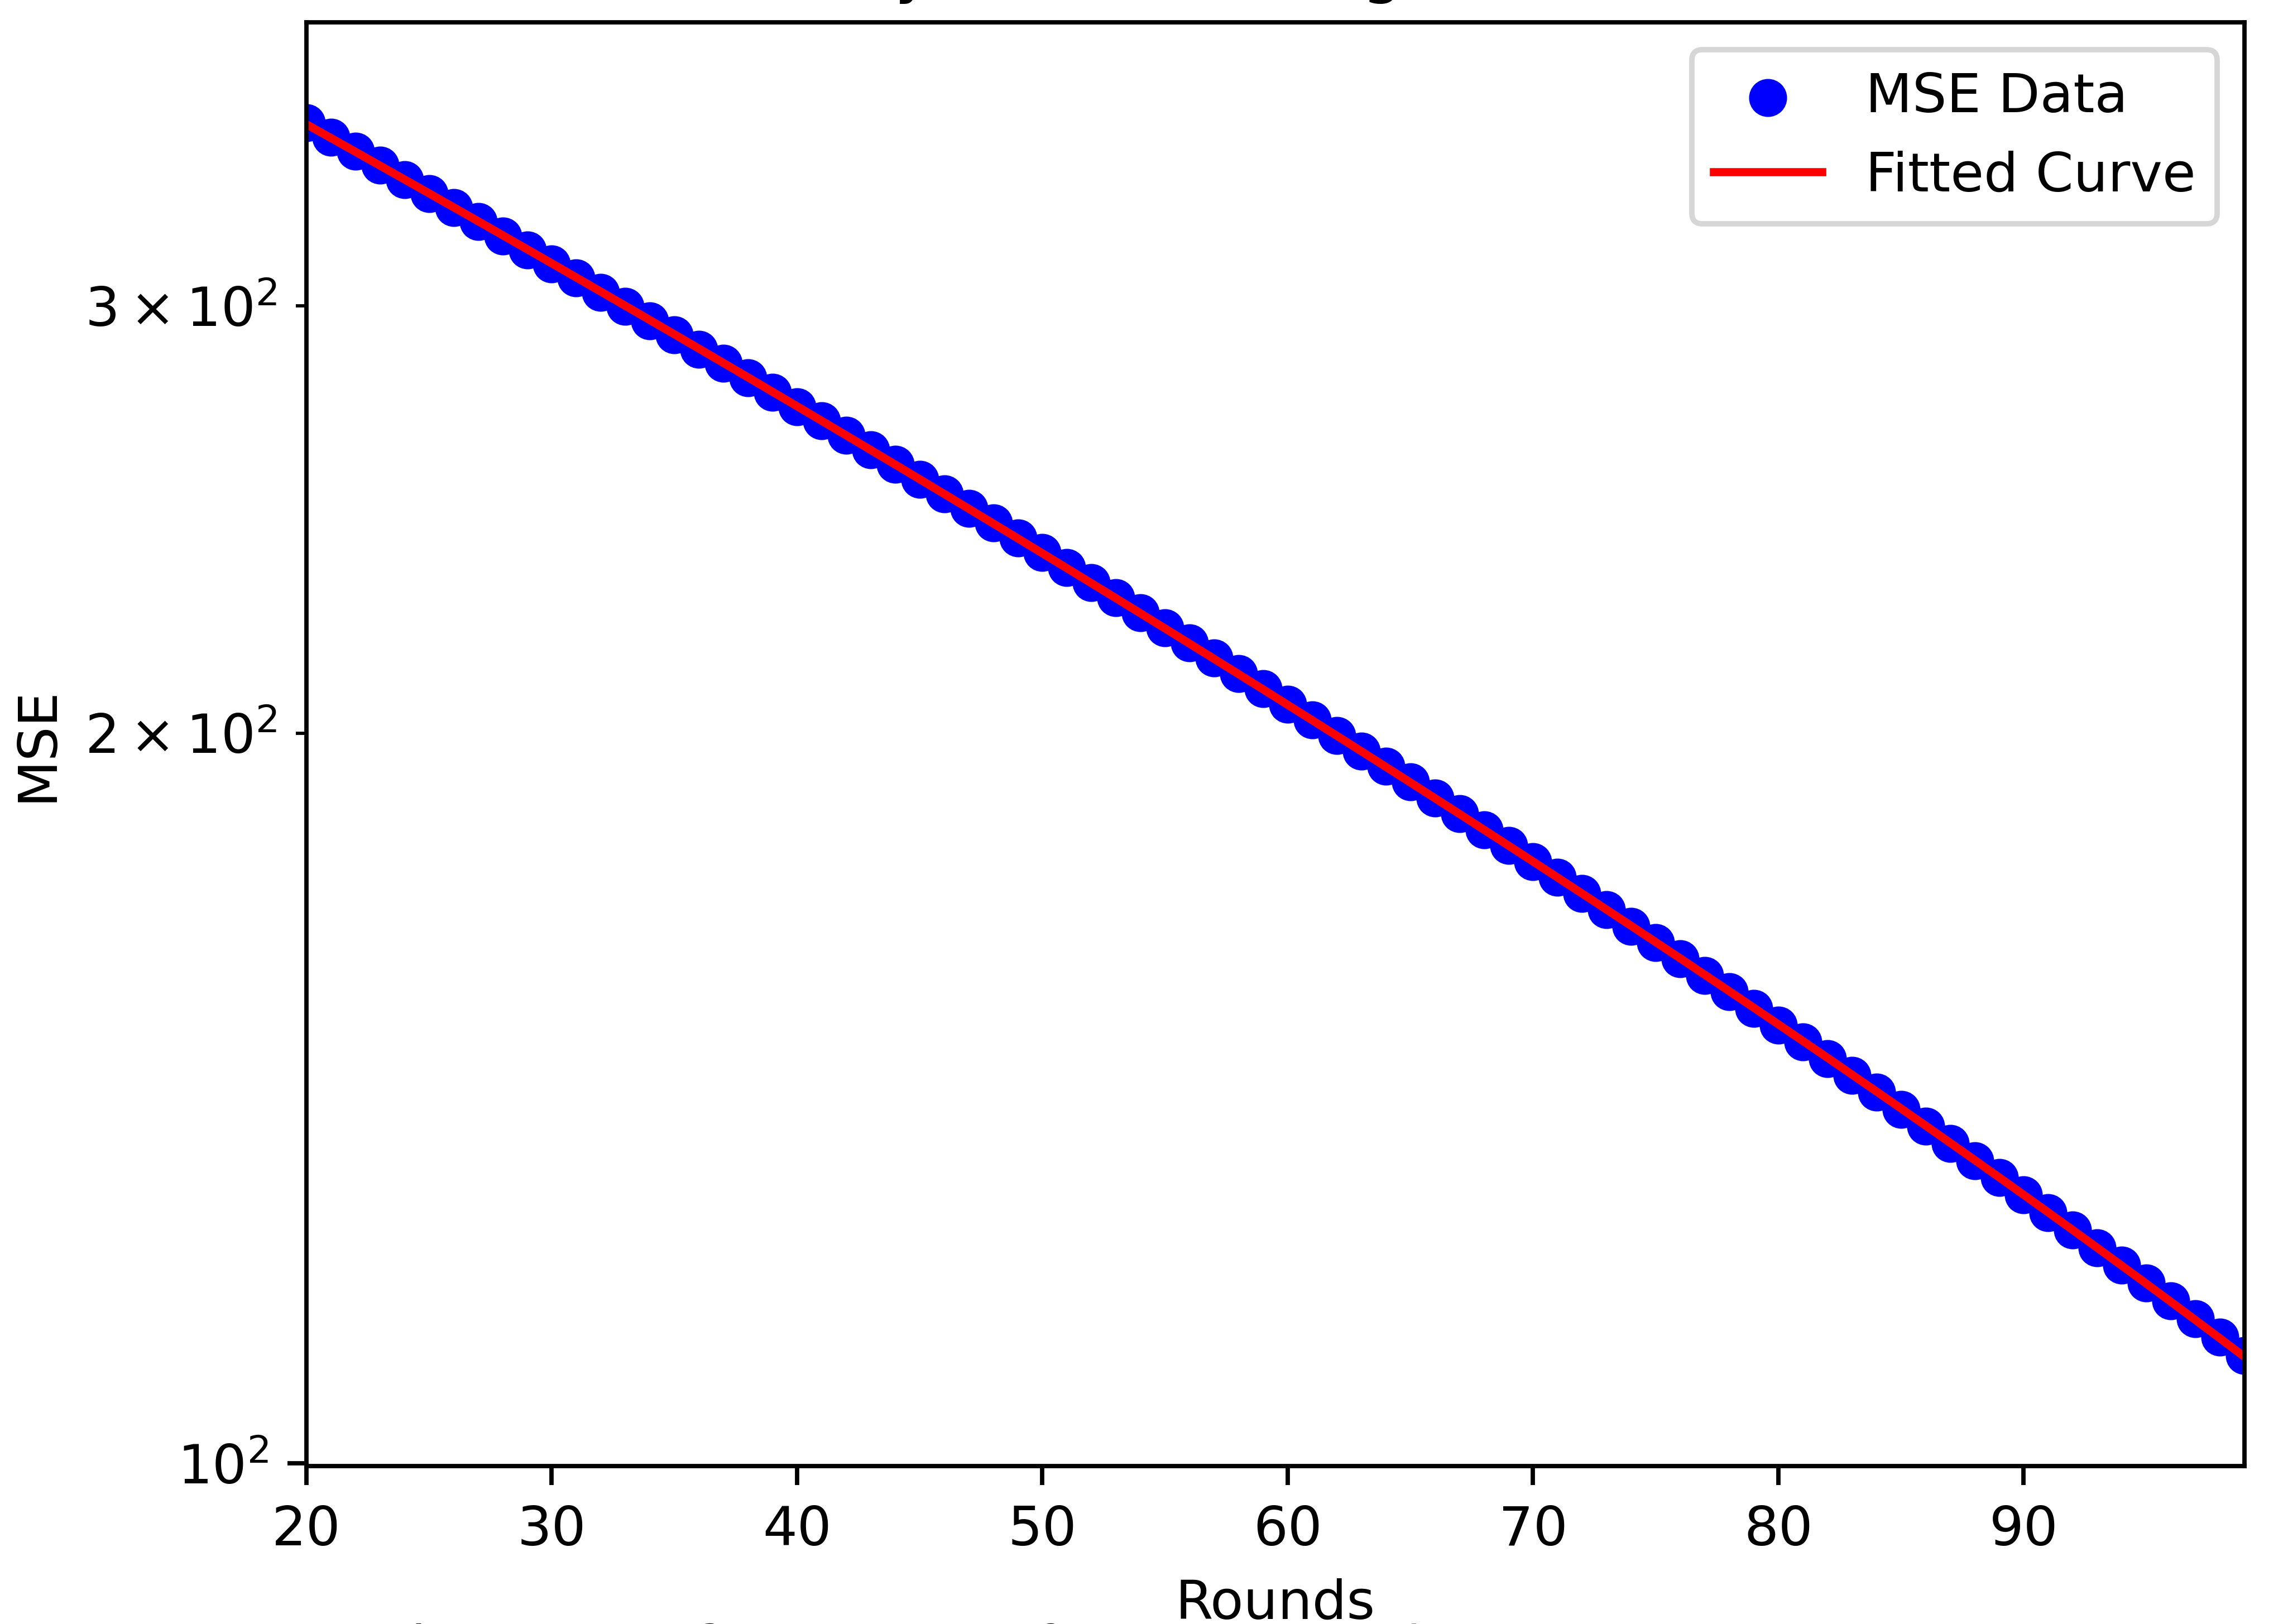 MSE Data
Fitted Curve
3 × 10²
2 × 10²
10²
MSE
20 30 40 50 60 70 80 90
Rounds